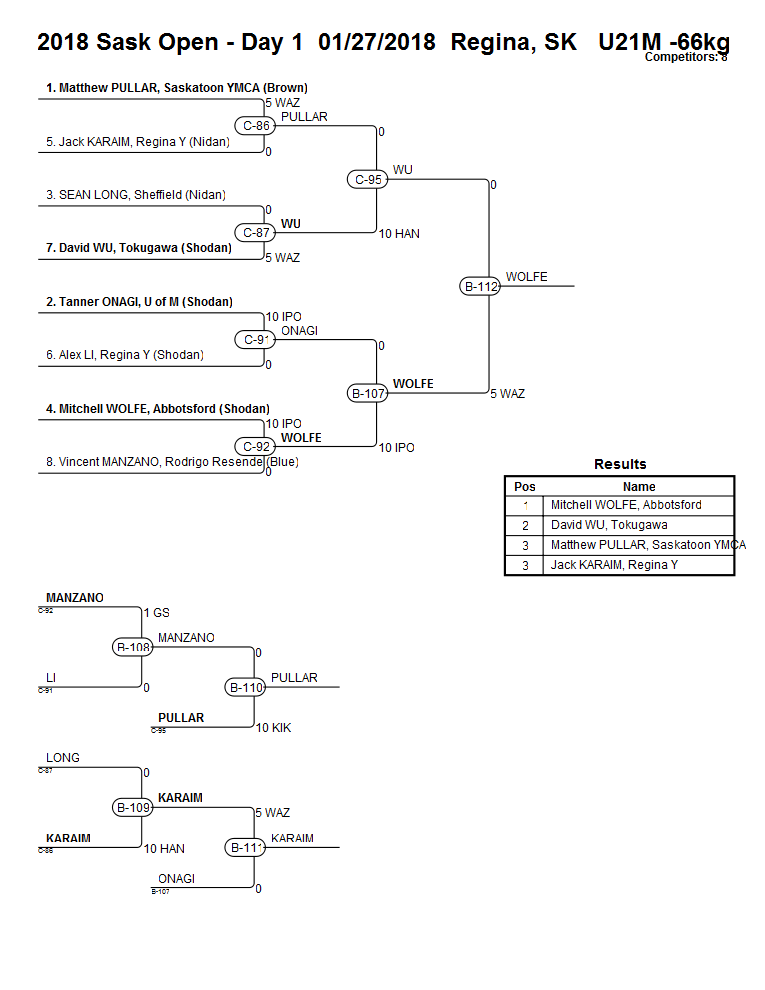 2018 Sask Open - Day 1  01/27/2018  Regina, SK   U21M -66kg
Competitors: 8
1. Matthew PULLAR, Saskatoon YMCA (Brown)
5 WAZ
C-86
PULLAR
0
5. Jack KARAIM, Regina Y (Nidan)
0
C-95
WU
0
3. SEAN LONG, Sheffield (Nidan)
0
C-87
WU
10 HAN
7. David WU, Tokugawa (Shodan)
5 WAZ
B-112
WOLFE
2. Tanner ONAGI, U of M (Shodan)
10 IPO
C-91
ONAGI
0
6. Alex LI, Regina Y (Shodan)
0
B-107
WOLFE
5 WAZ
4. Mitchell WOLFE, Abbotsford (Shodan)
10 IPO
C-92
WOLFE
10 IPO
8. Vincent MANZANO, Rodrigo Resende (Blue)
0
Results
Pos Name
1 Mitchell WOLFE, Abbotsford
2 David WU, Tokugawa
3 Matthew PULLAR, Saskatoon YMCA
3 Jack KARAIM, Regina Y
MANZANO
C-92
1 GS
B-108
MANZANO
0
LI
C-91
0
B-110
PULLAR
PULLAR
C-95
10 KIK
LONG
C-87
0
B-109
KARAIM
5 WAZ
KARAIM
C-86
10 HAN
B-111
KARAIM
ONAGI
B-107
0